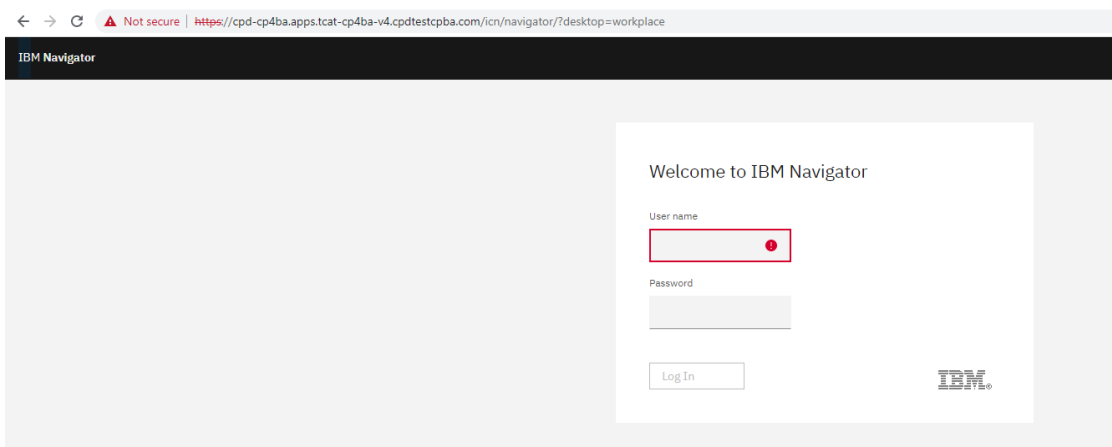 Not secure | https://cpd-cp4ba.apps.tcat-cp4ba-v4.cpdtestcpba.com/icn/navigator/?desktop=workplace
IBM Navigator
Welcome to IBM Navigator
User name
Password
Log In
IBM®